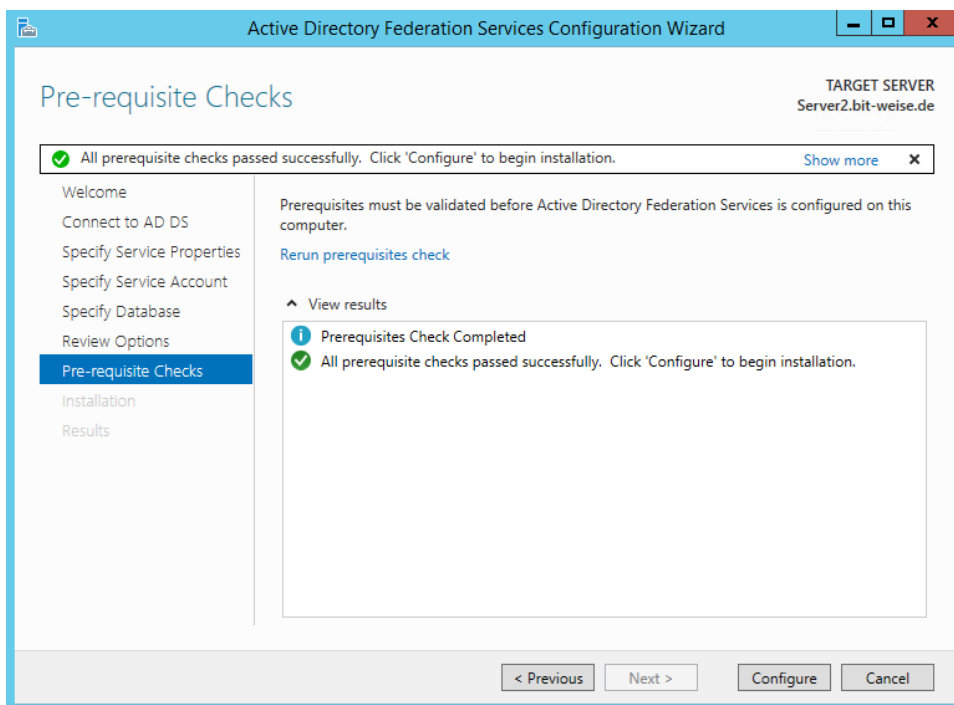 Active Directory Federation Services Configuration Wizard
Pre-requisite Checks
TARGET SERVER
Server2.bit-weise.de
All prerequisite checks passed successfully. Click 'Configure' to begin installation.
Show more
Welcome
Connect to AD DS
Specify Service Properties
Specify Service Account
Specify Database
Review Options
Pre-requisite Checks
Installation
Results
Prerequisites must be validated before Active Directory Federation Services is configured on this
computer.
Rerun prerequisites check
View results
Prerequisites Check Completed
All prerequisite checks passed successfully. Click 'Configure' to begin installation.
< Previous
Next >
Configure
Cancel